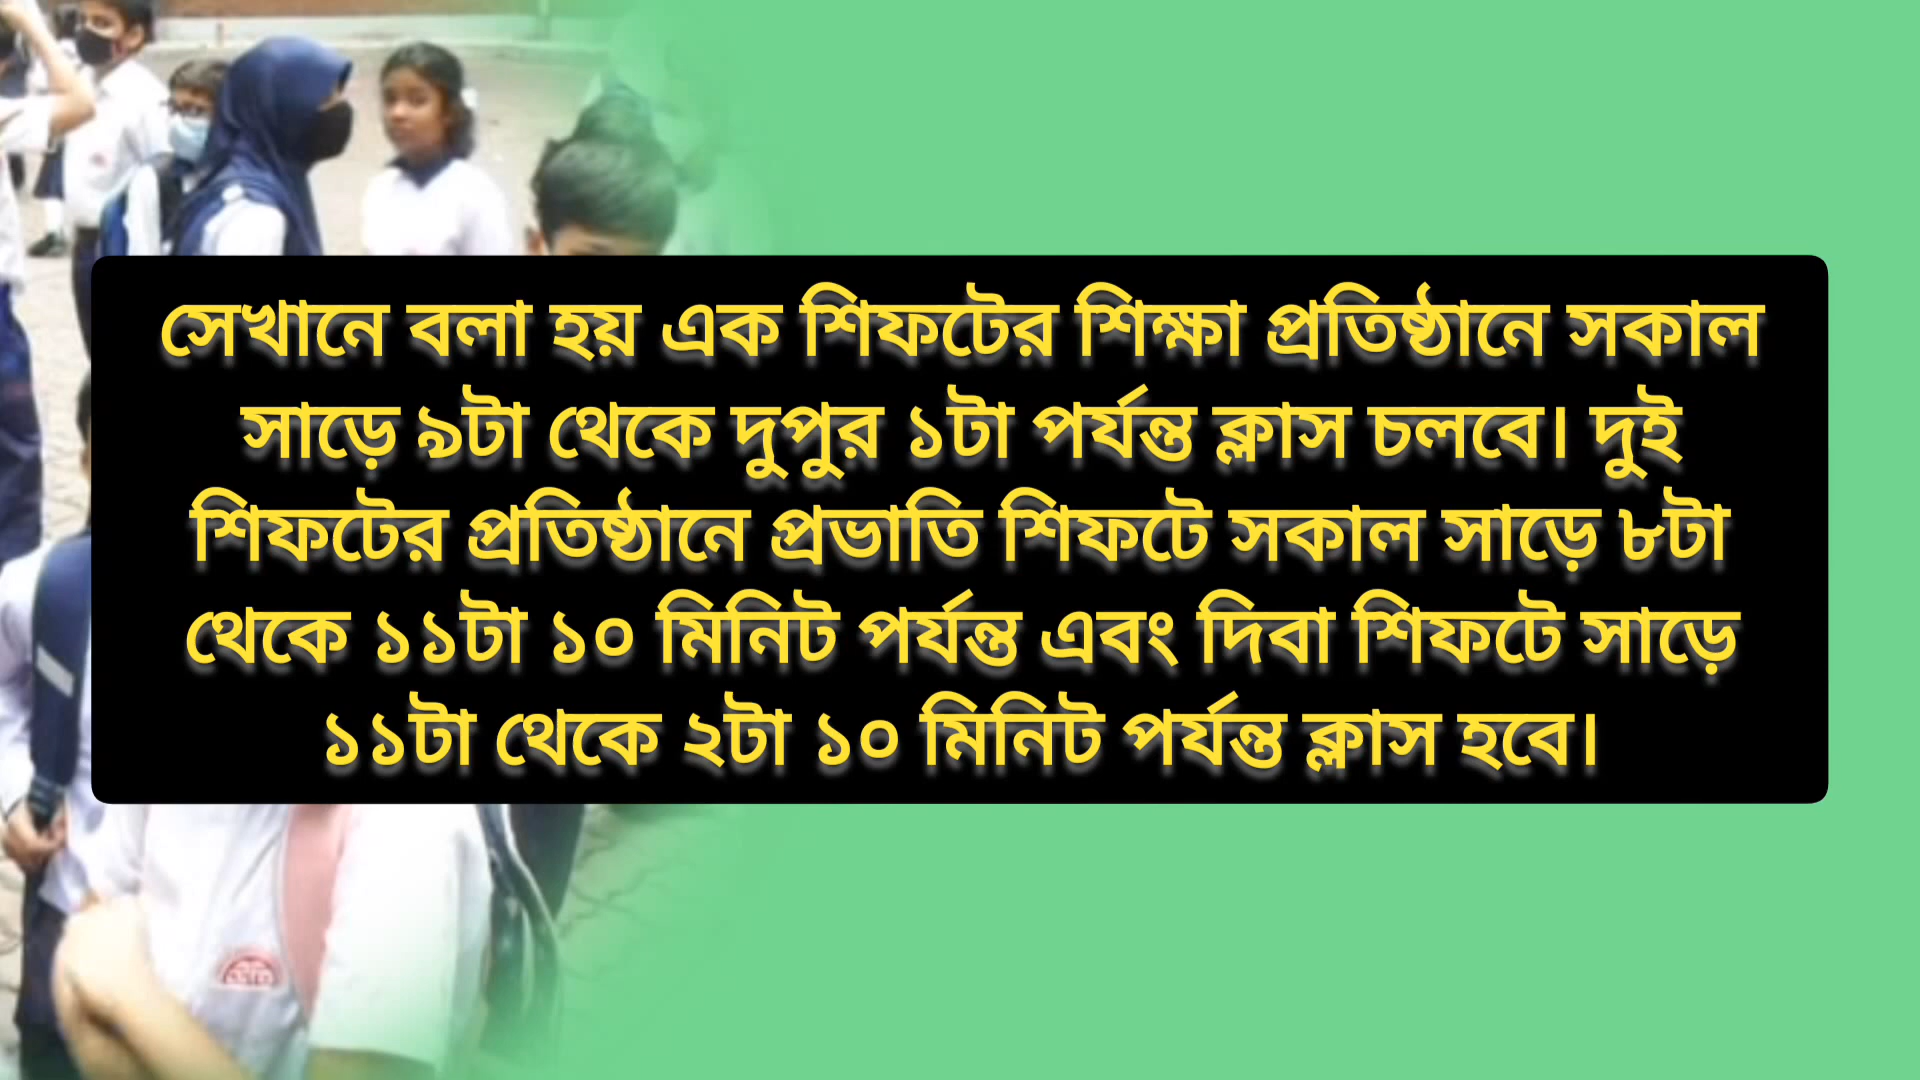 সেখানে বলা হয় এক শিফটের শিক্ষা প্রতিষ্ঠানে সকাল
সাড়ে ৯টা থেকে দুপুর ১টা পর্যন্ত ক্লাস চলবে। দুই
শিফটের প্রতিষ্ঠানে প্রভাতি শিফটে সকাল সাড়ে ৮টা
থেকে ১১টা ১০ মিনিট পর্যন্ত এবং দিবা শিফটে সাড়ে
১১টা থেকে ২টা ১০ মিনিট পর্যন্ত ক্লাস হবে।